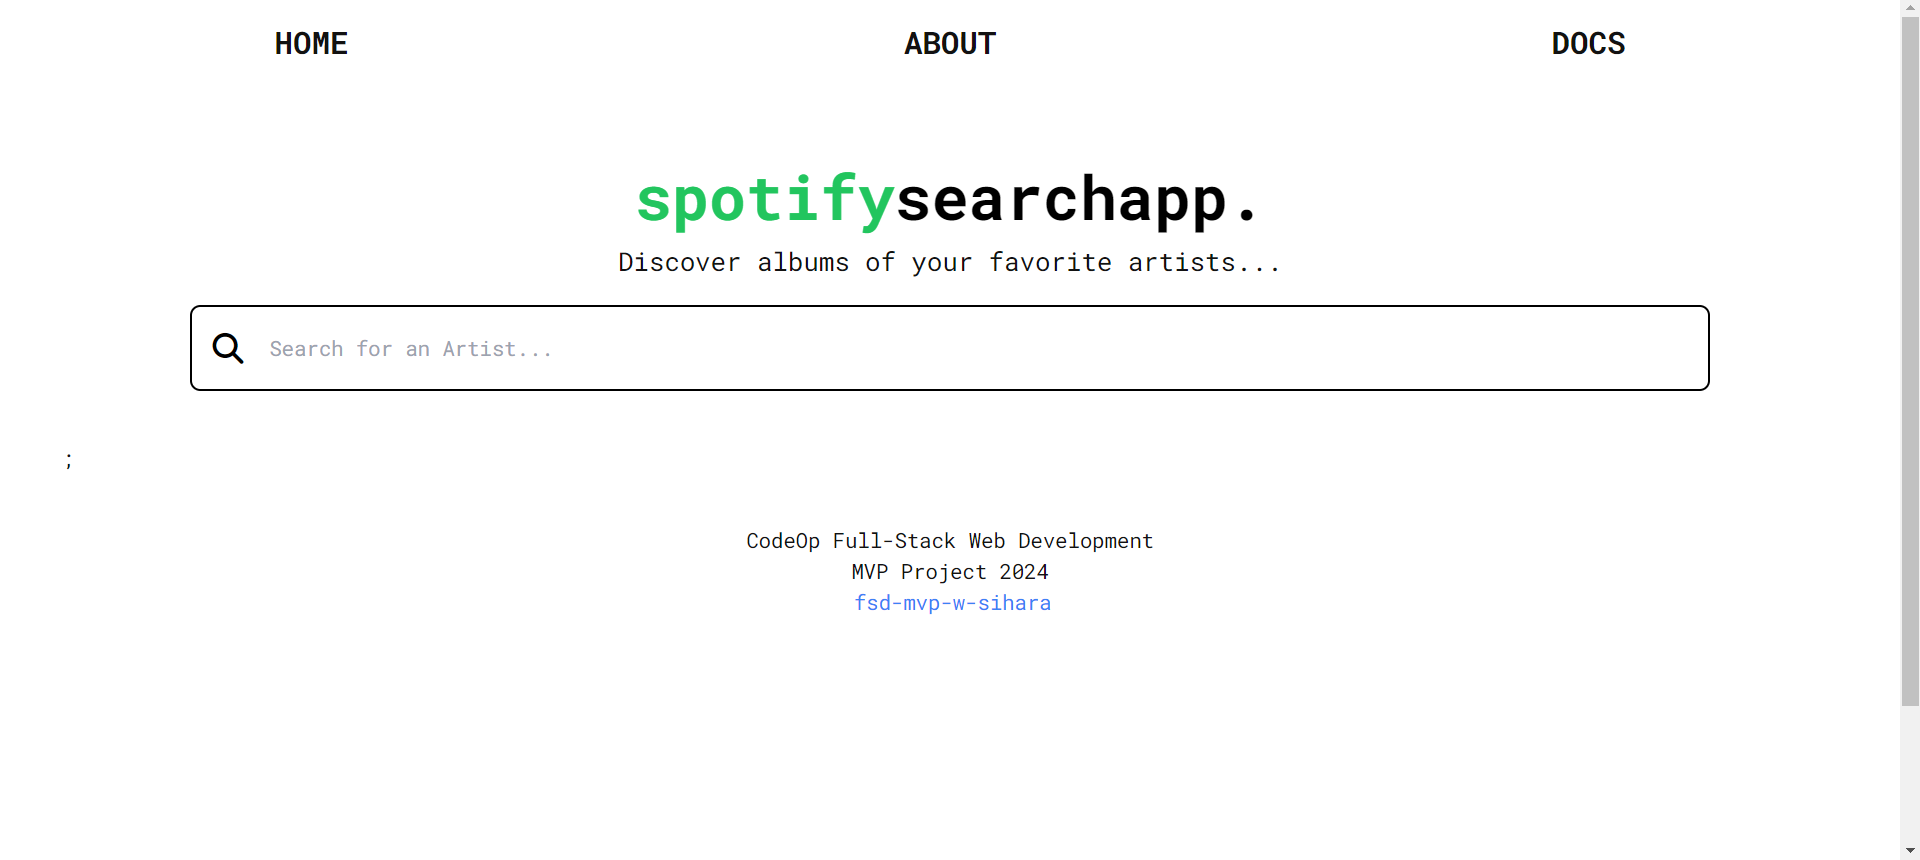 HOME ABOUT DOCS
spotifysearchapp.
Discover albums of your favorite artists...
Search for an Artist...
;
CodeOp Full-Stack Web Development
MVP Project 2024
fsd-mvp-w-sihara